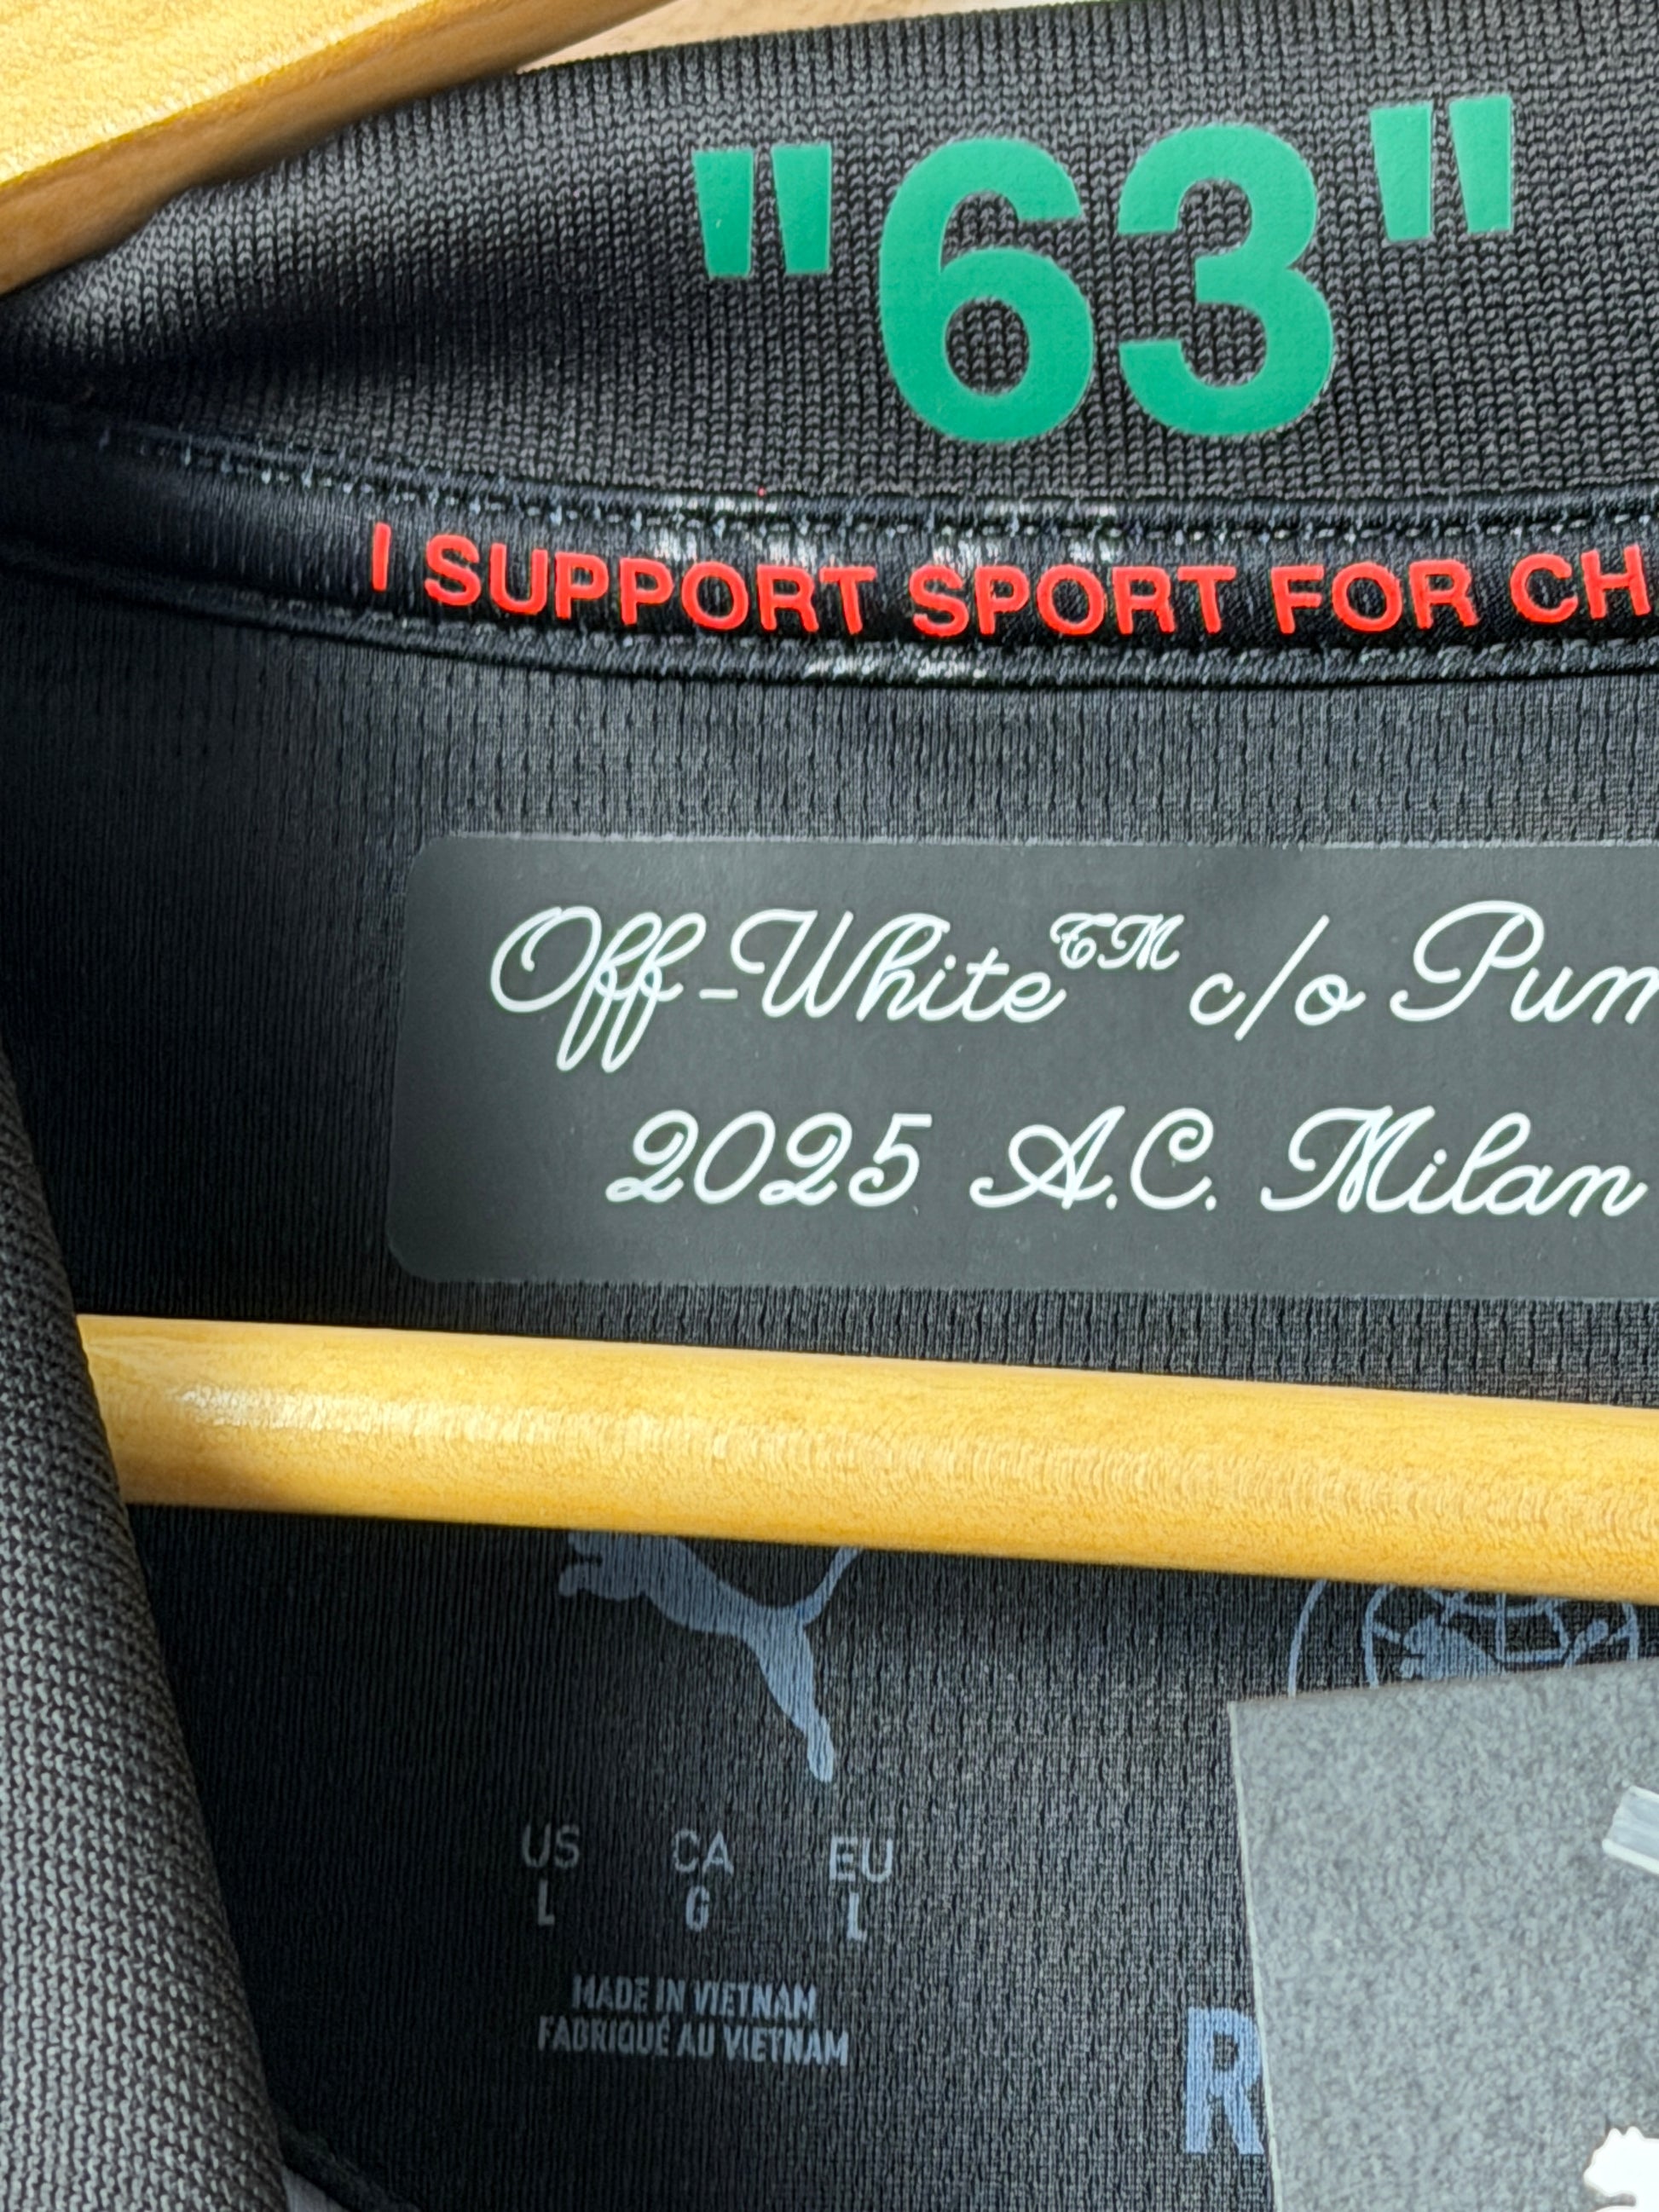 "63"
I SUPPORT SPORT FOR CH
Off-White™ c/o Pum
2025 A.C. Milan
US CA EU
L G L
MADE IN VIETNAM
FABRIQUÉ AU VIETNAM
R